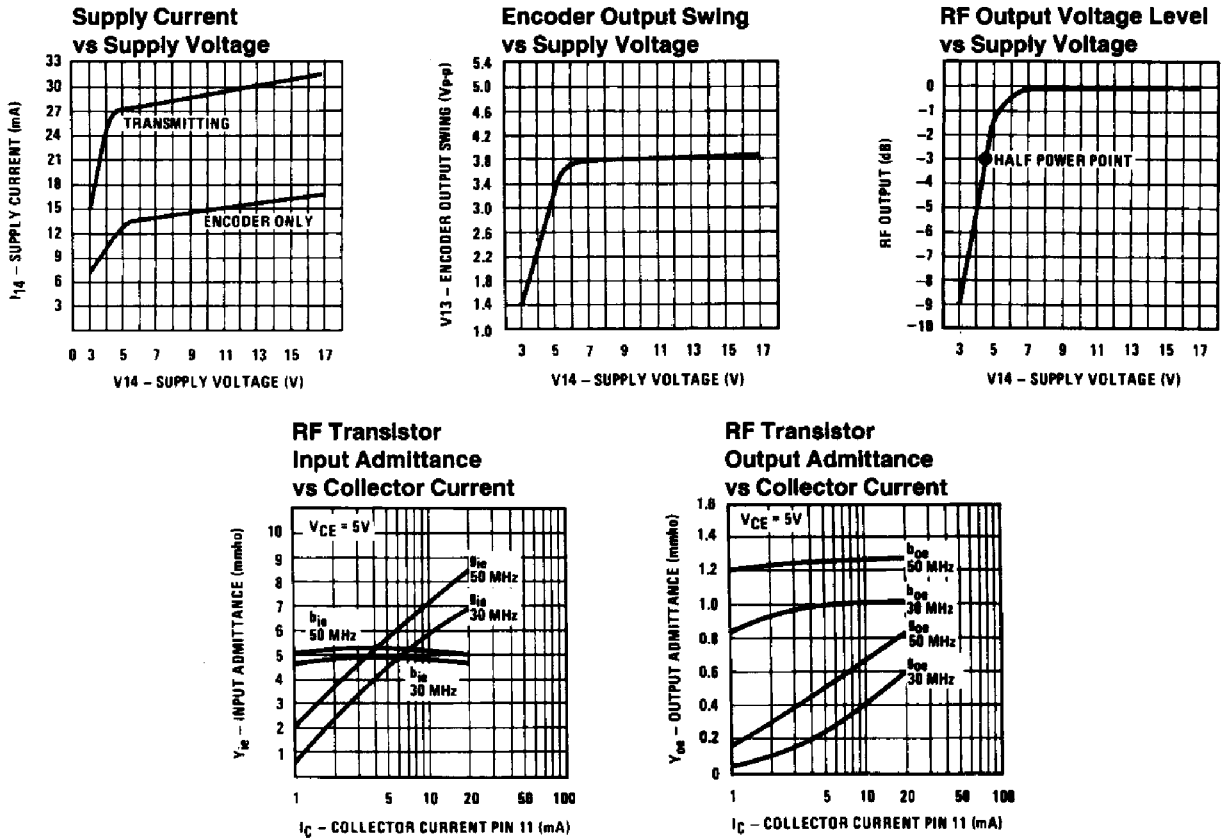 Supply Current
vs Supply Voltage
I14 – SUPPLY CURRENT (mA)
33
30
27
24
21
18
15
12
9
6
3
TRANSMITTING
ENCODER ONLY
0 3 5 7 9 11 13 15 17
V14 – SUPPLY VOLTAGE (V)
Encoder Output Swing
vs Supply Voltage
V13 – ENCODER OUTPUT SWING (Vp-p)
5.4
5.0
4.6
4.2
3.8
3.4
3.0
2.6
2.2
1.8
1.4
1.0
3 5 7 9 11 13 15 17
V14 – SUPPLY VOLTAGE (V)
RF Output Voltage Level
vs Supply Voltage
RF OUTPUT (dB)
0
–1
–2
–3
–4
–5
–6
–7
–8
–9
–10
HALF POWER POINT
3 5 7 9 11 13 15 17
V14 – SUPPLY VOLTAGE (V)
RF Transistor
Input Admittance
vs Collector Current
Yie – INPUT ADMITTANCE (mmho)
10
9
8
7
6
5
4
3
2
1
VCE = 5V
gie
50 MHz
gie
30 MHz
bie
50 MHz
bie
30 MHz
1 5 10 20 50 100
IC – COLLECTOR CURRENT PIN 11 (mA)
RF Transistor
Output Admittance
vs Collector Current
Yoe – OUTPUT ADMITTANCE (mmho)
1.6
1.4
1.2
1.0
0.8
0.6
0.4
0.2
0
VCE = 5V
boe
50 MHz
boe
30 MHz
goe
50 MHz
goe
30 MHz
1 5 10 20 50 100
IC – COLLECTOR CURRENT PIN 11 (mA)